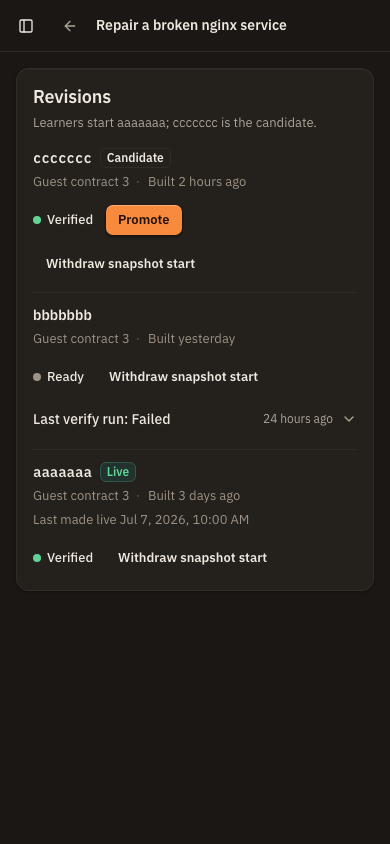 Repair a broken nginx service
Revisions
Learners start aaaaaaa; ccccccc is the candidate.
ccccccc Candidate
Guest contract 3 · Built 2 hours ago
Verified Promote
Withdraw snapshot start
bbbbbbb
Guest contract 3 · Built yesterday
Ready Withdraw snapshot start
Last verify run: Failed 24 hours ago
aaaaaaa Live
Guest contract 3 · Built 3 days ago
Last made live Jul 7, 2026, 10:00 AM
Verified Withdraw snapshot start